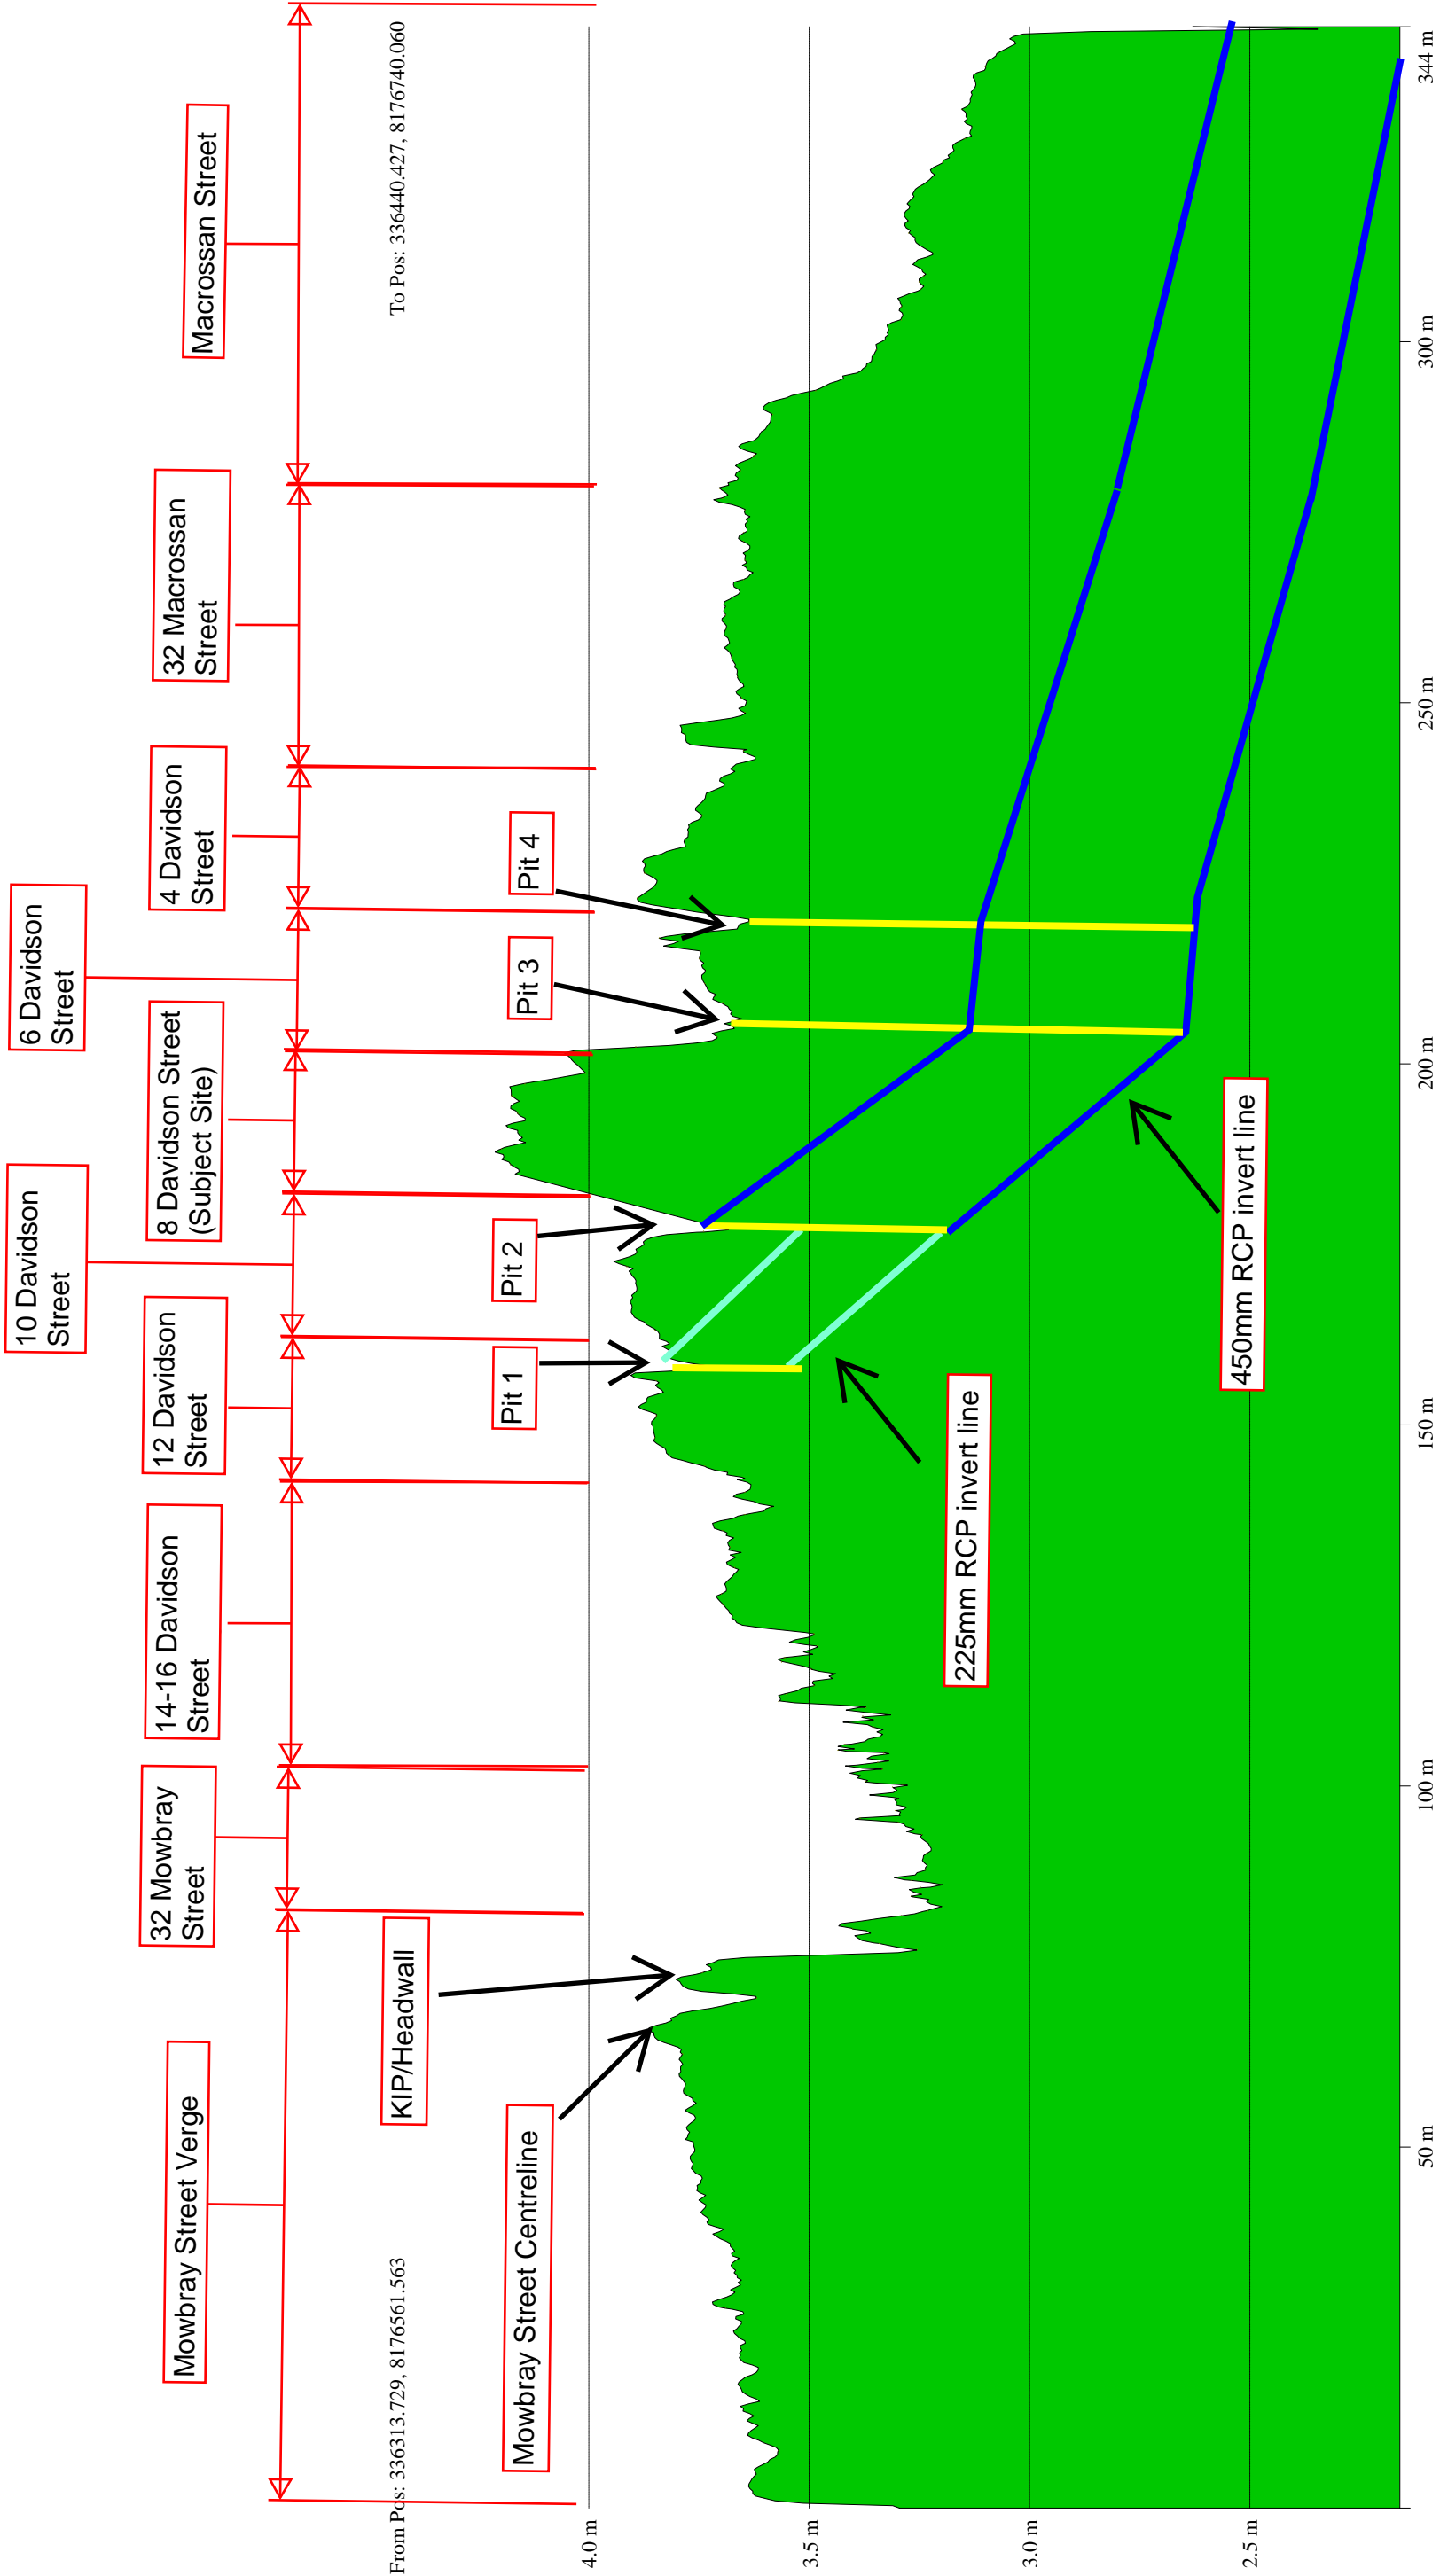 Mowbray Street Verge
32 Mowbray
Street
14-16 Davidson
Street
12 Davidson
Street
10 Davidson
Street
8 Davidson Street
(Subject Site)
6 Davidson
Street
4 Davidson
Street
32 Macrossan
Street
Macrossan Street
From Pos: 336313.729, 8176561.563
To Pos: 336440.427, 8176740.060
KIP/Headwall
Mowbray Street Centreline
Pit 1
Pit 2
Pit 3
Pit 4
225mm RCP invert line
450mm RCP invert line
4.0 m
3.5 m
3.0 m
2.5 m
50 m
100 m
150 m
200 m
250 m
300 m
344 m